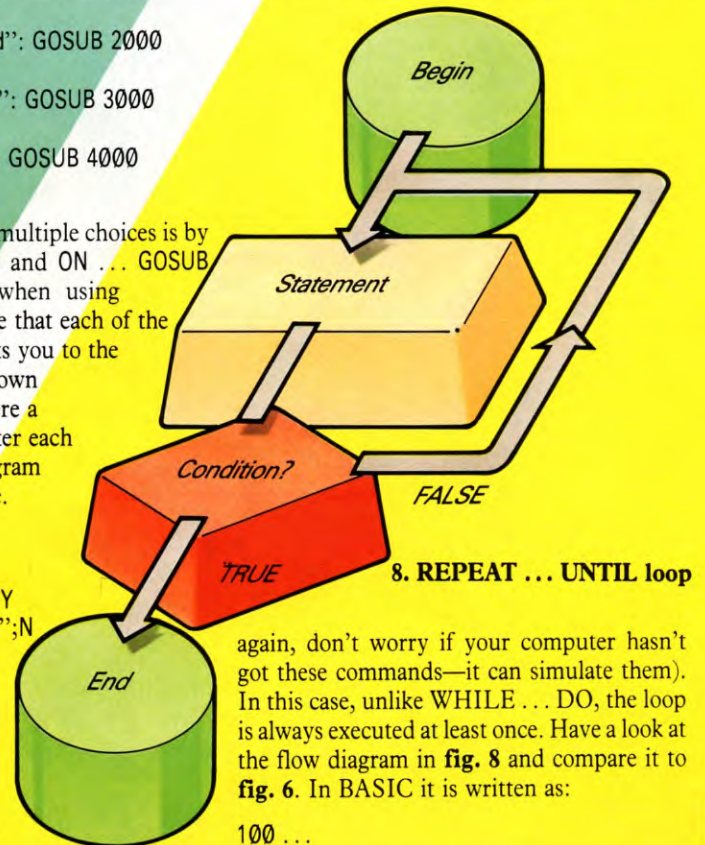 d": GOSUB 2000
": GOSUB 3000
GOSUB 4000
multiple choices is by
and ON ... GOSUB
when using
e that each of the
s you to the
own
re a
ter each
gram
.
Y
";N
Begin
Statement
Condition?
FALSE
TRUE
End
8. REPEAT ... UNTIL loop
again, don't worry if your computer hasn't
got these commands—it can simulate them).
In this case, unlike WHILE ... DO, the loop
is always executed at least once. Have a look at
the flow diagram in fig. 8 and compare it to
fig. 6. In BASIC it is written as:
100 ...